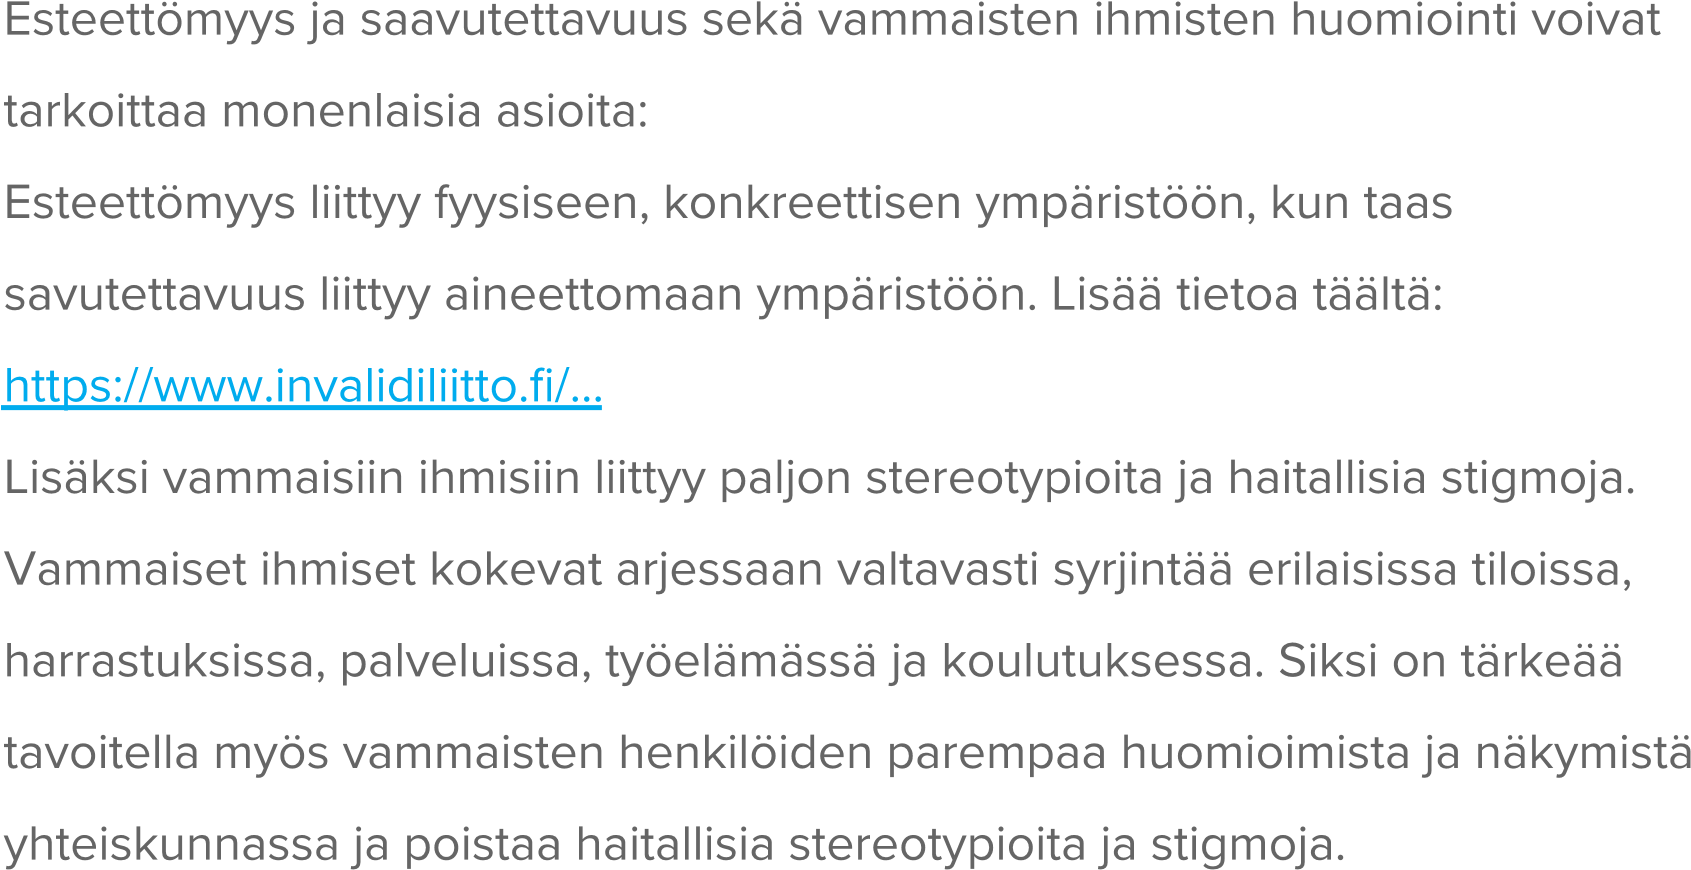 Esteettömyys ja saavutettavuus sekä vammaisten ihmisten huomiointi voivat
tarkoittaa monenlaisia asioita:
Esteettömyys liittyy fyysiseen, konkreettisen ympäristöön, kun taas
savutettavuus liittyy aineettomaan ympäristöön. Lisää tietoa täältä:
https://www.invalidiliitto.fi/...
Lisäksi vammaisiin ihmisiin liittyy paljon stereotypioita ja haitallisia stigmoja.
Vammaiset ihmiset kokevat arjessaan valtavasti syrjintää erilaisissa tiloissa,
harrastuksissa, palveluissa, työelämässä ja koulutuksessa. Siksi on tärkeää
tavoitella myös vammaisten henkilöiden parempaa huomioimista ja näkymistä
yhteiskunnassa ja poistaa haitallisia stereotypioita ja stigmoja.